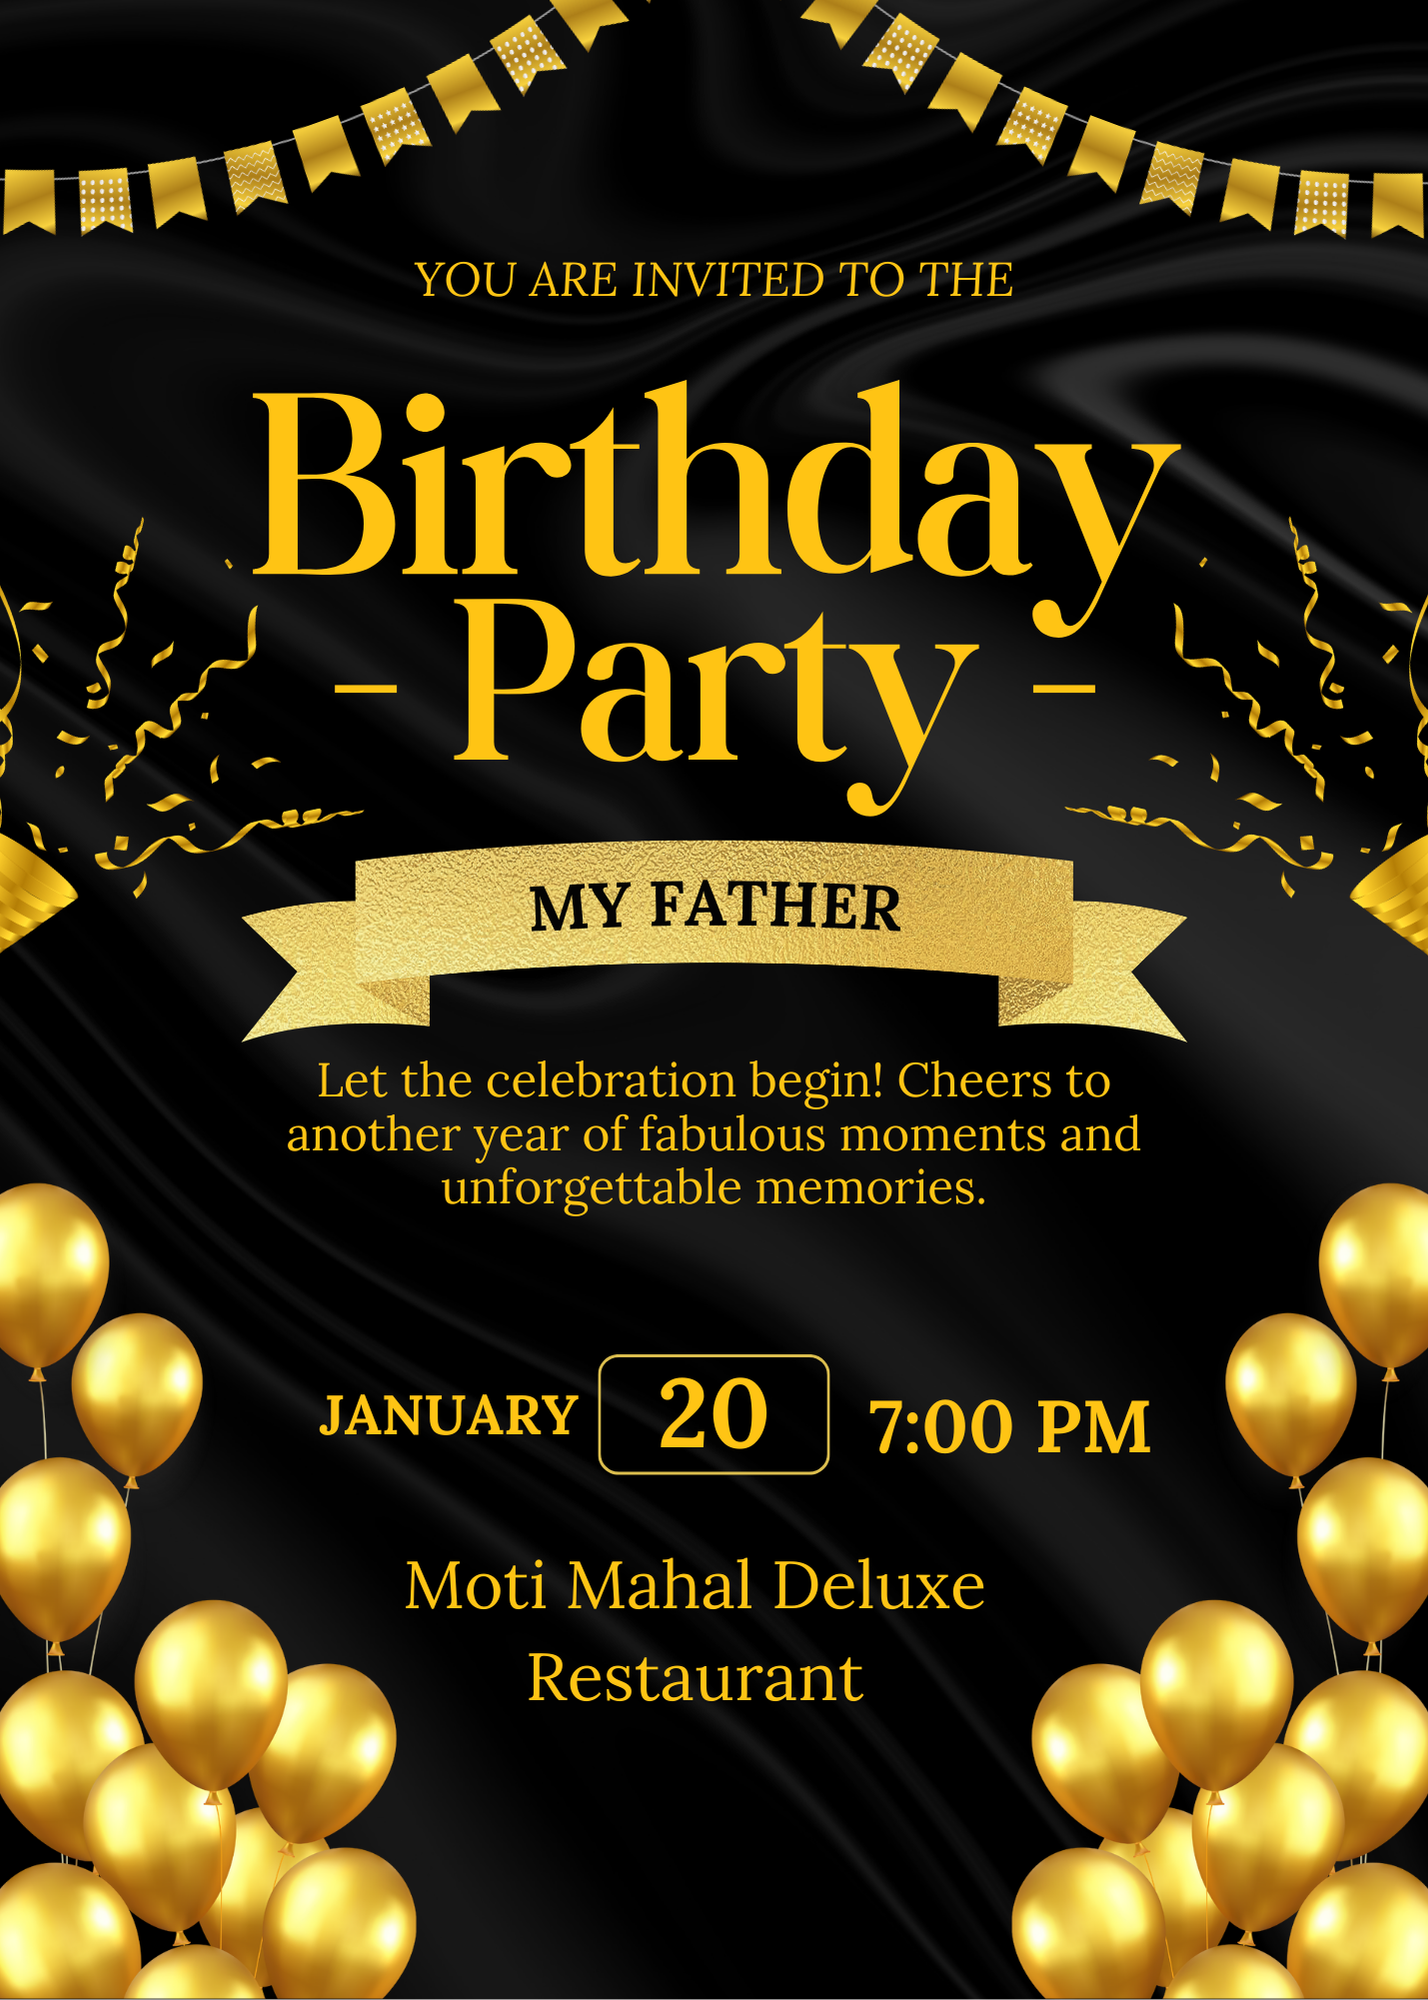 YOU ARE INVITED TO THE
Birthday
- Party -
MY FATHER
Let the celebration begin! Cheers to
another year of fabulous moments and
unforgettable memories.
JANUARY 20 7:00 PM
Moti Mahal Deluxe
Restaurant